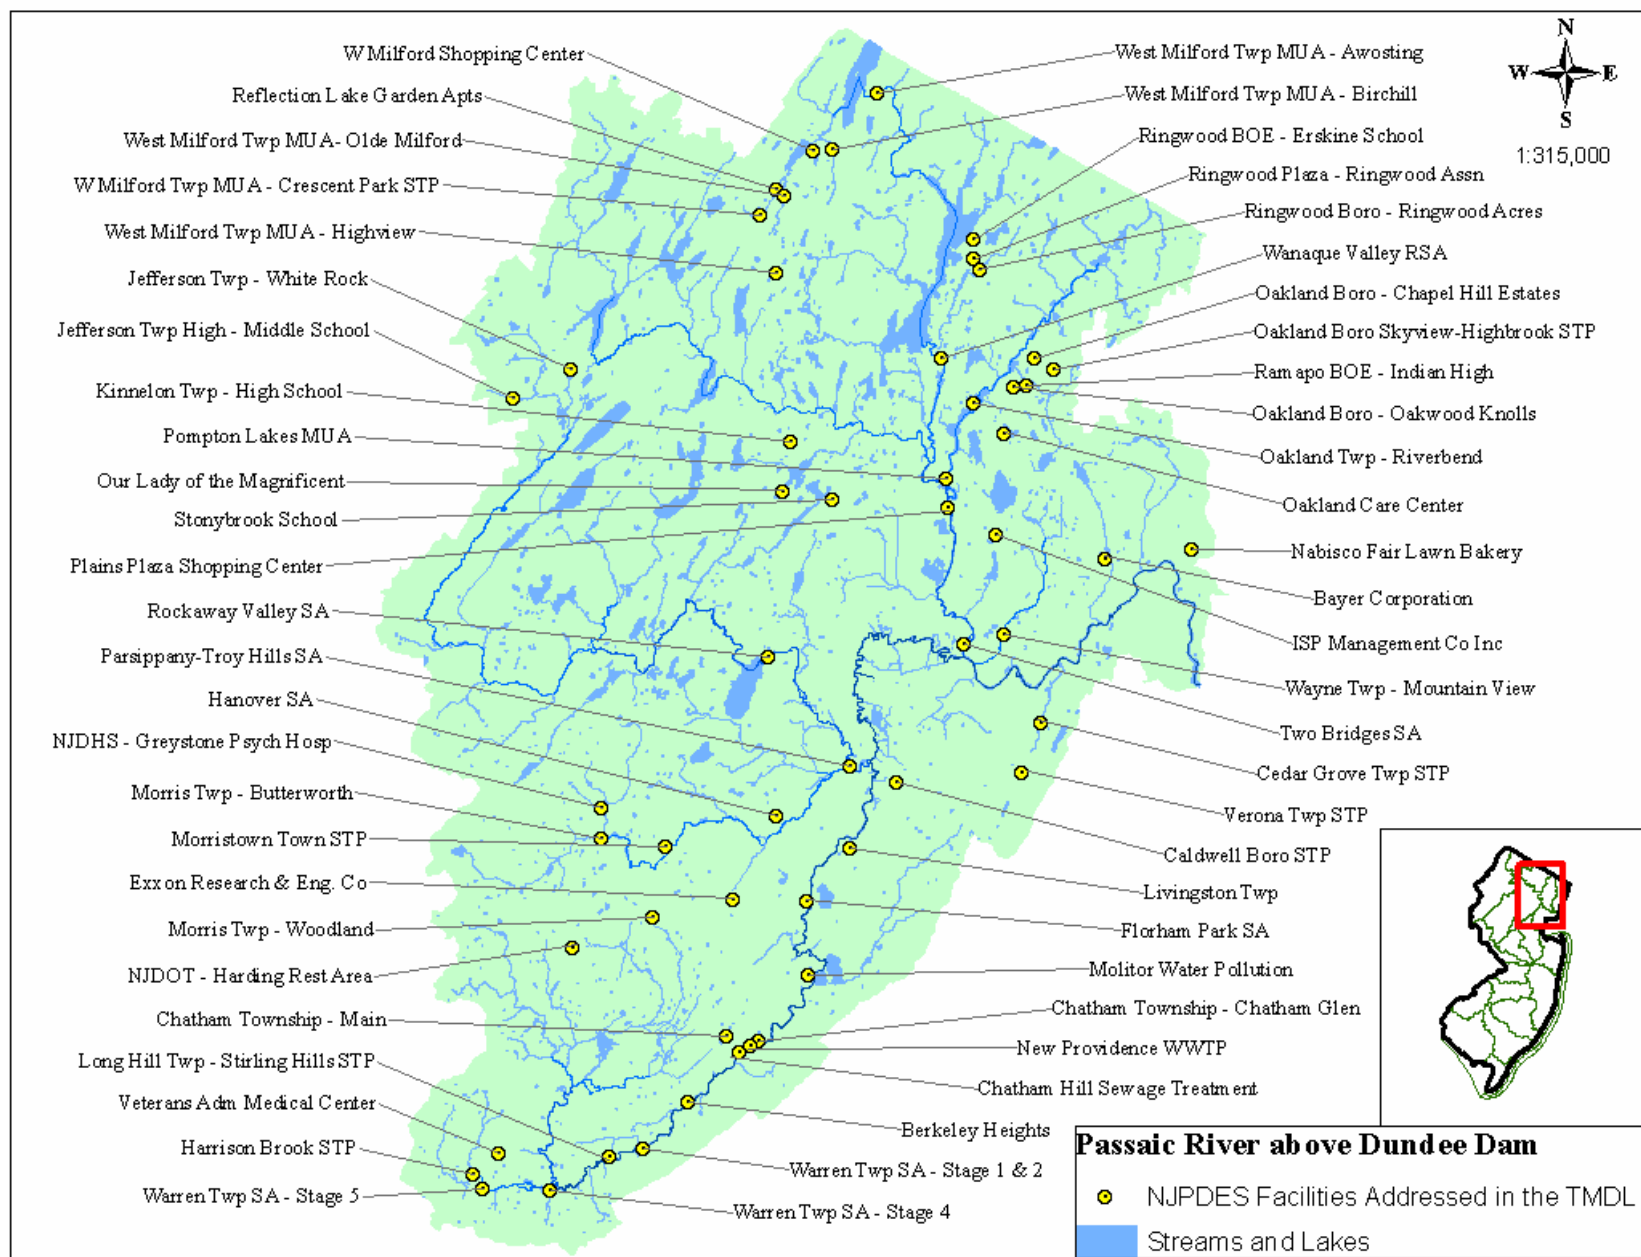 W Milford Shopping Center
Reflection Lake Garden Apts
West Milford Twp MUA- Olde Milford
W Milford Twp MUA - Crescent Park STP
West Milford Twp MUA - Highview
Jefferson Twp - White Rock
Jefferson Twp High - Middle School
Kinnelon Twp - High School
Pompton Lakes MUA
Our Lady of the Magnificent
Stonybrook School
Plains Plaza Shopping Center
Rockaway Valley SA
Parsippany-Troy Hills SA
Hanover SA
NJDHS - Greystone Psych Hosp
Morris Twp - Butterworth
Morristown Town STP
Exxon Research & Eng. Co
Morris Twp - Woodland
NJDOT - Harding Rest Area
Chatham Township - Main
Long Hill Twp - Stirling Hills STP
Veterans Adm Medical Center
Harrison Brook STP
Warren Twp SA - Stage 5
West Milford Twp MUA - Awosting
West Milford Twp MUA - Birchill
Ringwood BOE - Erskine School
Ringwood Plaza - Ringwood Assn
Ringwood Boro - Ringwood Acres
Wanaque Valley RSA
Oakland Boro - Chapel Hill Estates
Oakland Boro Skyview-Highbrook STP
Ramapo BOE - Indian High
Oakland Boro - Oakwood Knolls
Oakland Twp - Riverbend
Oakland Care Center
Nabisco Fair Lawn Bakery
Bayer Corporation
ISP Management Co Inc
Wayne Twp - Mountain View
Two Bridges SA
Cedar Grove Twp STP
Verona Twp STP
Caldwell Boro STP
Livingston Twp
Florham Park SA
Molitor Water Pollution
Chatham Township - Chatham Glen
New Providence WWTP
Chatham Hill Sewage Treatment
Berkeley Heights
Warren Twp SA - Stage 1 & 2
Warren Twp SA - Stage 4
N
W E
S
1:315,000
Passaic River above Dundee Dam
NJPDES Facilities Addressed in the TMDL
Streams and Lakes